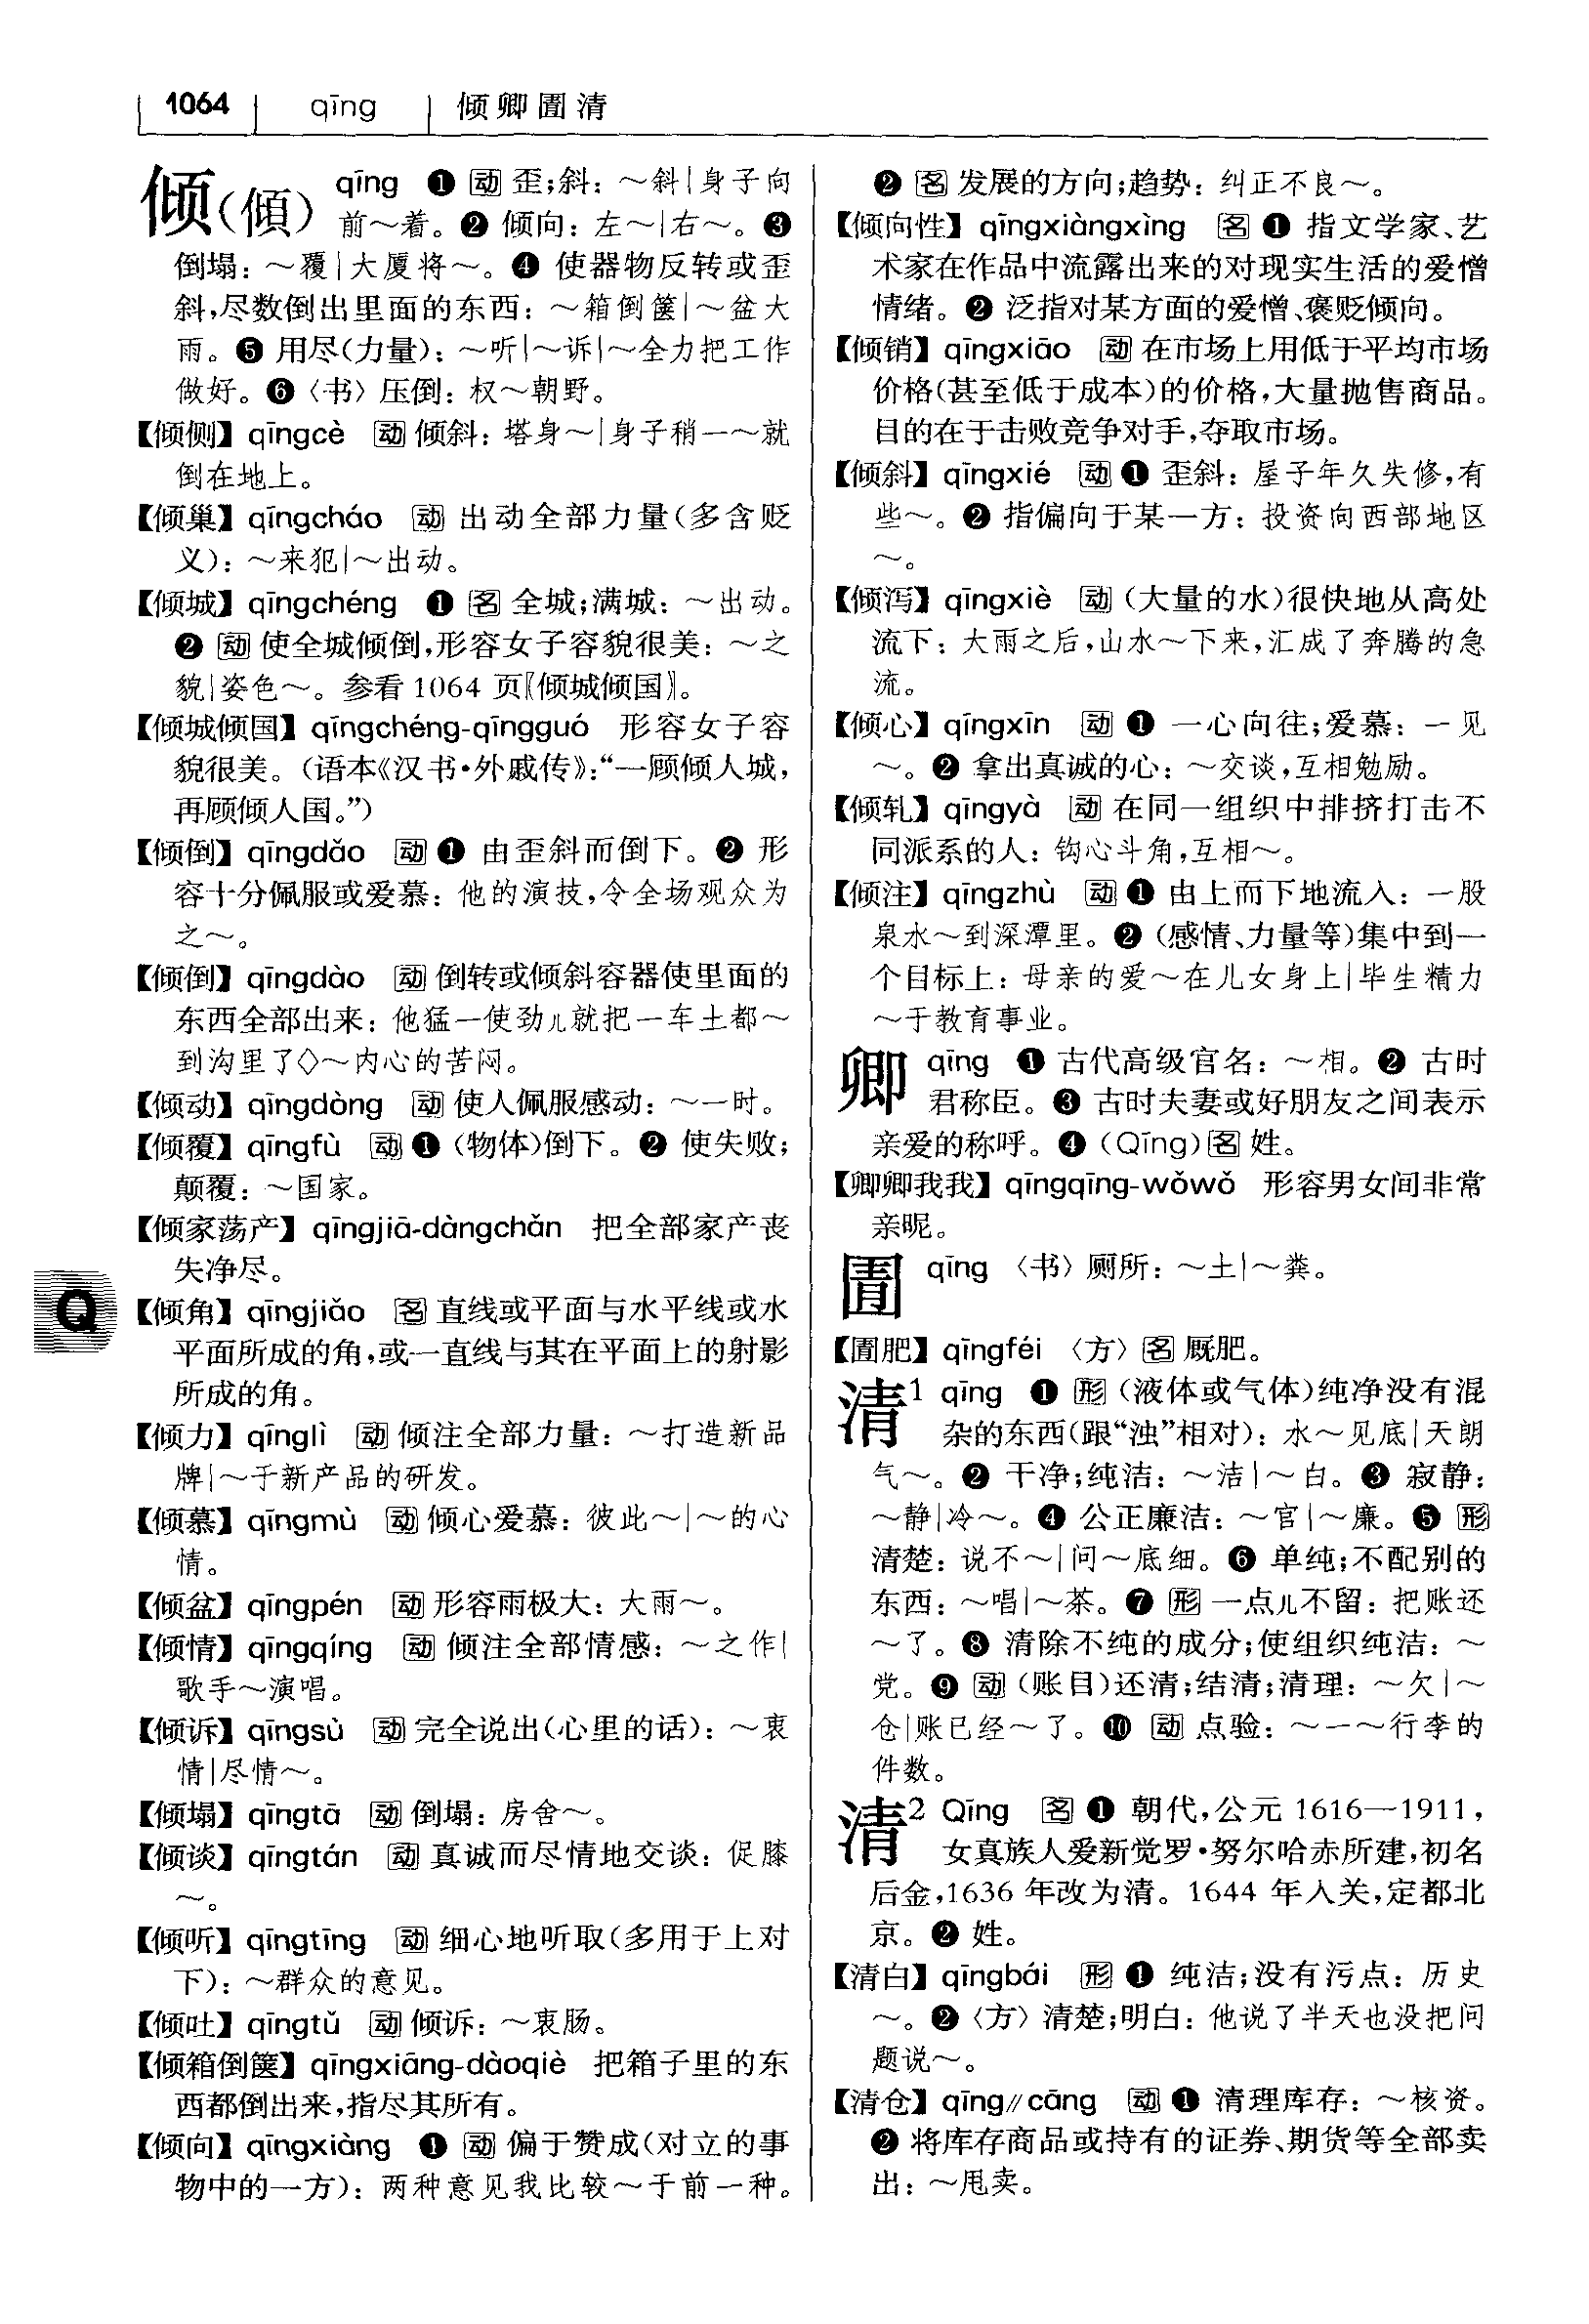 1064 qīng 倾卿圊清
倾(傾) qīng ❶ 动 歪;斜：～斜|身子向
前～着。❷ 倾向：左～|右～。❸
倒塌：～覆|大厦将～。❹ 使器物反转或歪
斜,尽数倒出里面的东西：～箱倒箧|～盆大
雨。❺ 用尽(力量)：～听|～诉|～全力把工作
做好。❻〈书〉压倒：权～朝野。
【倾侧】qīngcè 动 倾斜：塔身～|身子稍一～就
倒在地上。
【倾巢】qīngcháo 动 出动全部力量(多含贬
义)：～来犯|～出动。
【倾城】qīngchéng ❶ 名 全城;满城：～出动。
❷ 动 使全城倾倒,形容女子容貌很美：～之
貌|姿色～。参看1064页〖倾城倾国〗。
【倾城倾国】qīngchéng-qīngguó 形容女子容
貌很美。(语本《汉书·外戚传》:“一顾倾人城,
再顾倾人国。”)
【倾倒】qīngdǎo 动 ❶ 由歪斜而倒下。❷ 形
容十分佩服或爱慕：他的演技,令全场观众为
之～。
【倾倒】qīngdào 动 倒转或倾斜容器使里面的
东西全部出来：他猛一使劲儿就把一车土都～
到沟里了◇～内心的苦闷。
【倾动】qīngdòng 动 使人佩服感动：～一时。
【倾覆】qīngfù 动 ❶ (物体)倒下。❷ 使失败;
颠覆：～国家。
【倾家荡产】qīngjiā-dàngchǎn 把全部家产丧
失净尽。
【倾角】qīngjiǎo 名 直线或平面与水平线或水
平面所成的角,或一直线与其在平面上的射影
所成的角。
【倾力】qīnglì 动 倾注全部力量：～打造新品
牌|～于新产品的研发。
【倾慕】qīngmù 动 倾心爱慕：彼此～|～的心
情。
【倾盆】qīngpén 动 形容雨极大：大雨～。
【倾情】qīngqíng 动 倾注全部情感：～之作|
歌手～演唱。
【倾诉】qīngsù 动 完全说出(心里的话)：～衷
情|尽情～。
【倾塌】qīngtā 动 倒塌：房舍～。
【倾谈】qīngtán 动 真诚而尽情地交谈：促膝
～。
【倾听】qīngtīng 动 细心地听取(多用于上对
下)：～群众的意见。
【倾吐】qīngtǔ 动 倾诉：～衷肠。
【倾箱倒箧】qīngxiāng-dàoqiè 把箱子里的东
西都倒出来,指尽其所有。
【倾向】qīngxiàng ❶ 动 偏于赞成(对立的事
物中的一方)：两种意见我比较～于前一种。
Q
❷ 名 发展的方向;趋势：纠正不良～。
【倾向性】qīngxiàngxìng 名 ❶ 指文学家、艺
术家在作品中流露出来的对现实生活的爱憎
情绪。❷ 泛指对某方面的爱憎、褒贬倾向。
【倾销】qīngxiāo 动 在市场上用低于平均市场
价格(甚至低于成本)的价格,大量抛售商品。
目的在于击败竞争对手,夺取市场。
【倾斜】qīngxié 动 ❶ 歪斜：屋子年久失修,有
些～。❷ 指偏向于某一方：投资向西部地区
～。
【倾泻】qīngxiè 动 (大量的水)很快地从高处
流下：大雨之后,山水～下来,汇成了奔腾的急
流。
【倾心】qīngxīn 动 ❶ 一心向往;爱慕：一见
～。❷ 拿出真诚的心：～交谈,互相勉励。
【倾轧】qīngyà 动 在同一组织中排挤打击不
同派系的人：钩心斗角,互相～。
【倾注】qīngzhù 动 ❶ 由上而下地流入：一股
泉水～到深潭里。❷ (感情、力量等)集中到一
个目标上：母亲的爱～在儿女身上|毕生精力
～于教育事业。
卿 qīng ❶ 古代高级官名：～相。❷ 古时
君称臣。❸ 古时夫妻或好朋友之间表示
亲爱的称呼。❹ (Qīng)名 姓。
【卿卿我我】qīngqīng-wǒwǒ 形容男女间非常
亲昵。
圊 qīng 〈书〉厕所：～土|～粪。
【圊肥】qīngféi 〈方〉名 厩肥。
清1 qīng ❶ 形 (液体或气体)纯净没有混
杂的东西(跟“浊”相对)：水～见底|天朗
气～。❷ 干净;纯洁：～洁|～白。❸ 寂静：
～静|冷～。❹ 公正廉洁：～官|～廉。❺ 形
清楚：说不～|问～底细。❻ 单纯;不配别的
东西：～唱|～茶。❼ 形 一点儿不留：把账还
～了。❽ 清除不纯的成分;使组织纯洁：～
党。❾ 动 (账目)还清;结清;清理：～欠|～
仓|账已经～了。❿ 动 点验：～一～行李的
件数。
清2 Qīng 名 ❶ 朝代,公元1616—1911,
女真族人爱新觉罗·努尔哈赤所建,初名
后金,1636年改为清。1644年入关,定都北
京。❷ 姓。
【清白】qīngbái 形 ❶ 纯洁;没有污点：历史
～。❷〈方〉清楚;明白：他说了半天也没把问
题说～。
【清仓】qīng//cāng 动 ❶ 清理库存：～核资。
❷ 将库存商品或持有的证券、期货等全部卖
出：～甩卖。